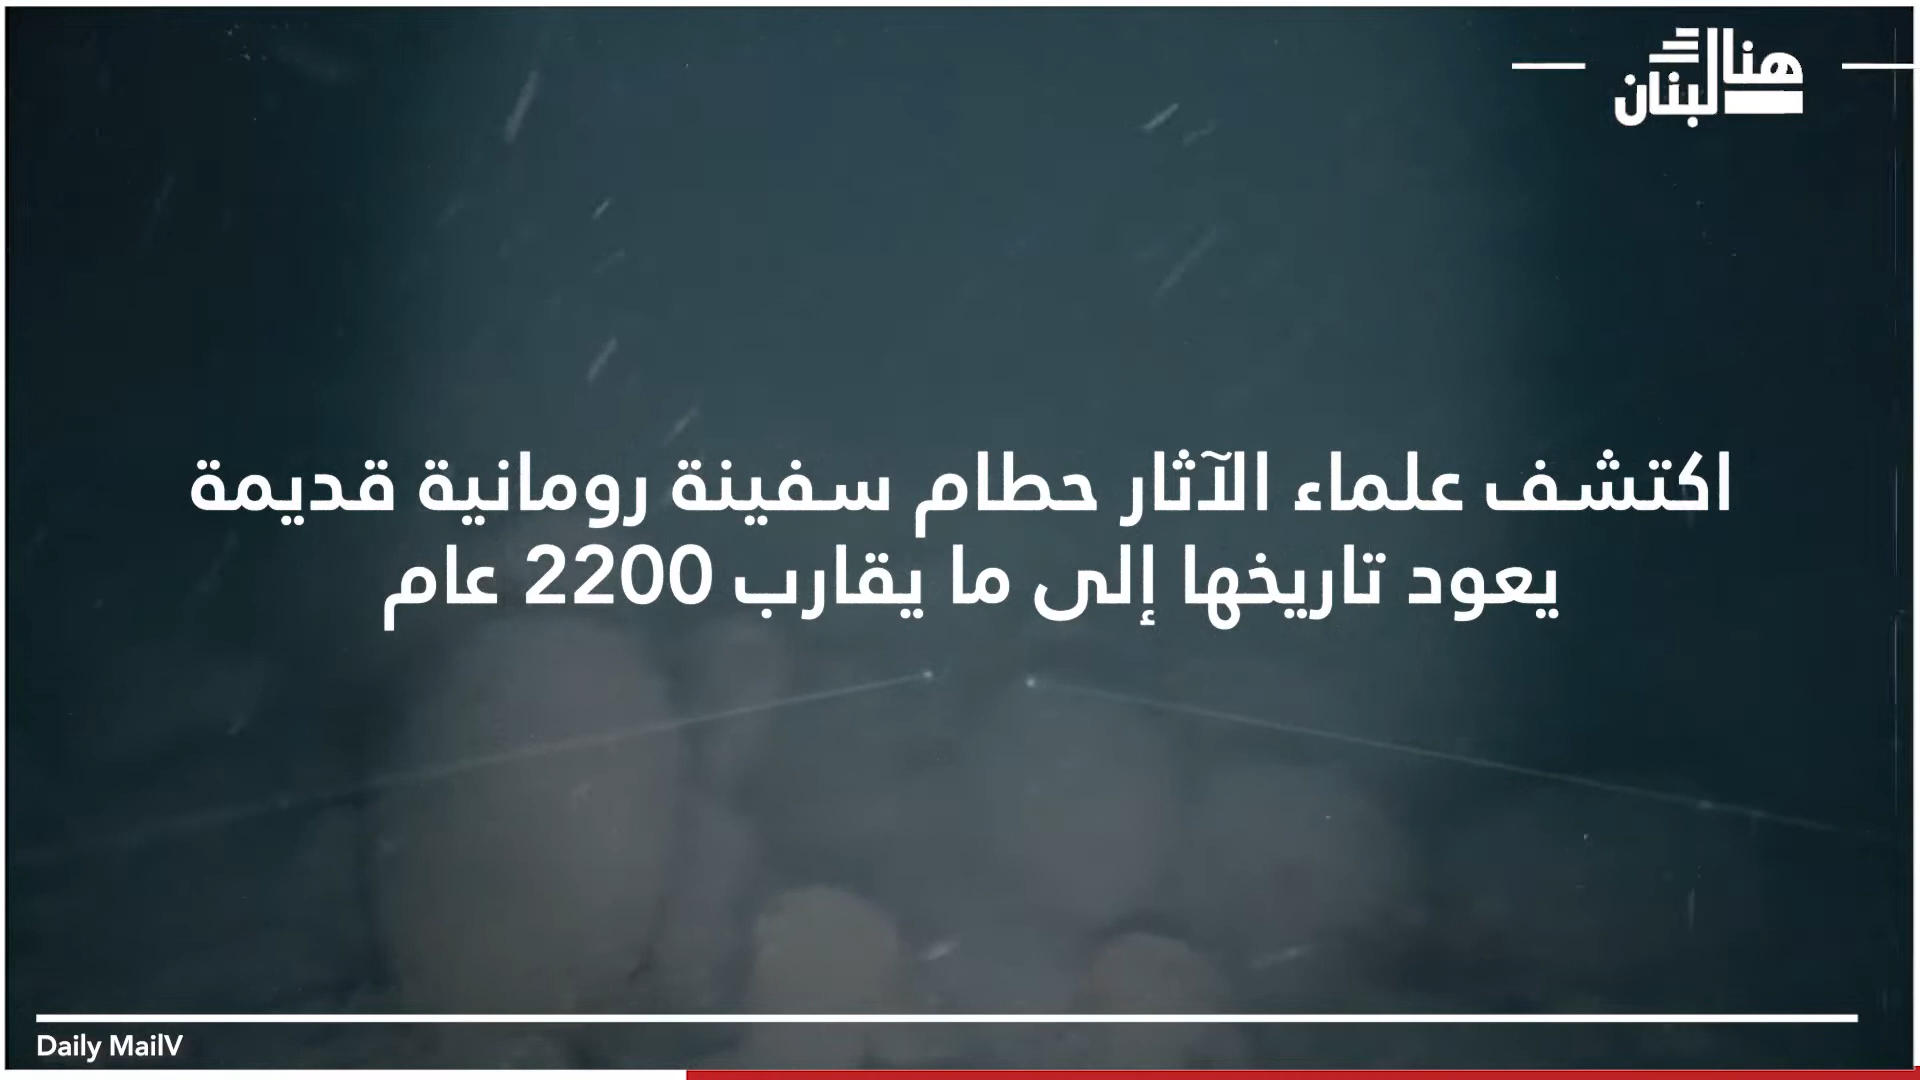 هنا لبنان
اكتشف علماء الآثار حطام سفينة رومانية قديمة
يعود تاريخها إلى ما يقارب 2200 عام
Daily MailV